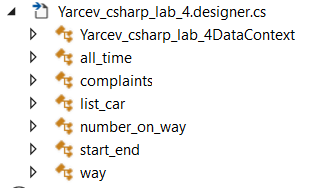 Yarcev_csharp_lab_4.designer.cs
Yarcev_csharp_lab_4DataContext
all_time
complaints
list_car
number_on_way
start_end
way